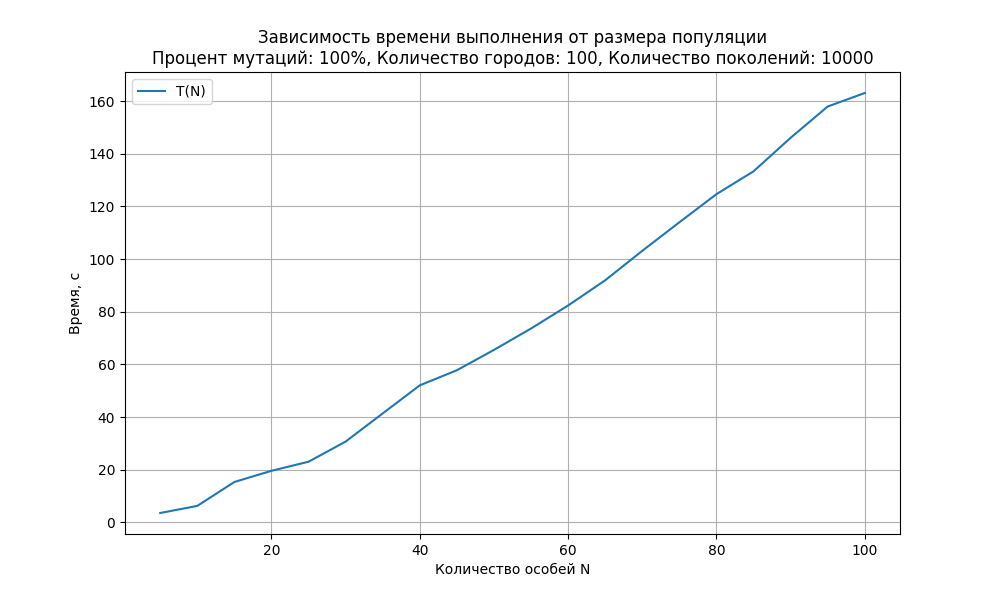 Зависимость времени выполнения от размера популяции
Процент мутаций: 100%, Количество городов: 100, Количество поколений: 10000
T(N)
160
140
120
100
80
60
40
20
0
Время, с
20 40 60 80 100
Количество особей N